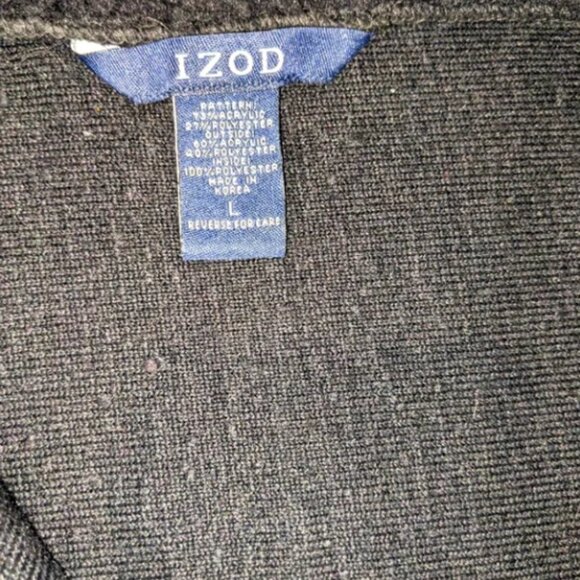 IZOD
PATTERN:
73% ACRYLIC
27% POLYESTER
OUTSIDE:
60% ACRYLIC
40% POLYESTER
INSIDE:
100% POLYESTER
MADE IN
KOREA
L
REVERSE FOR CARE